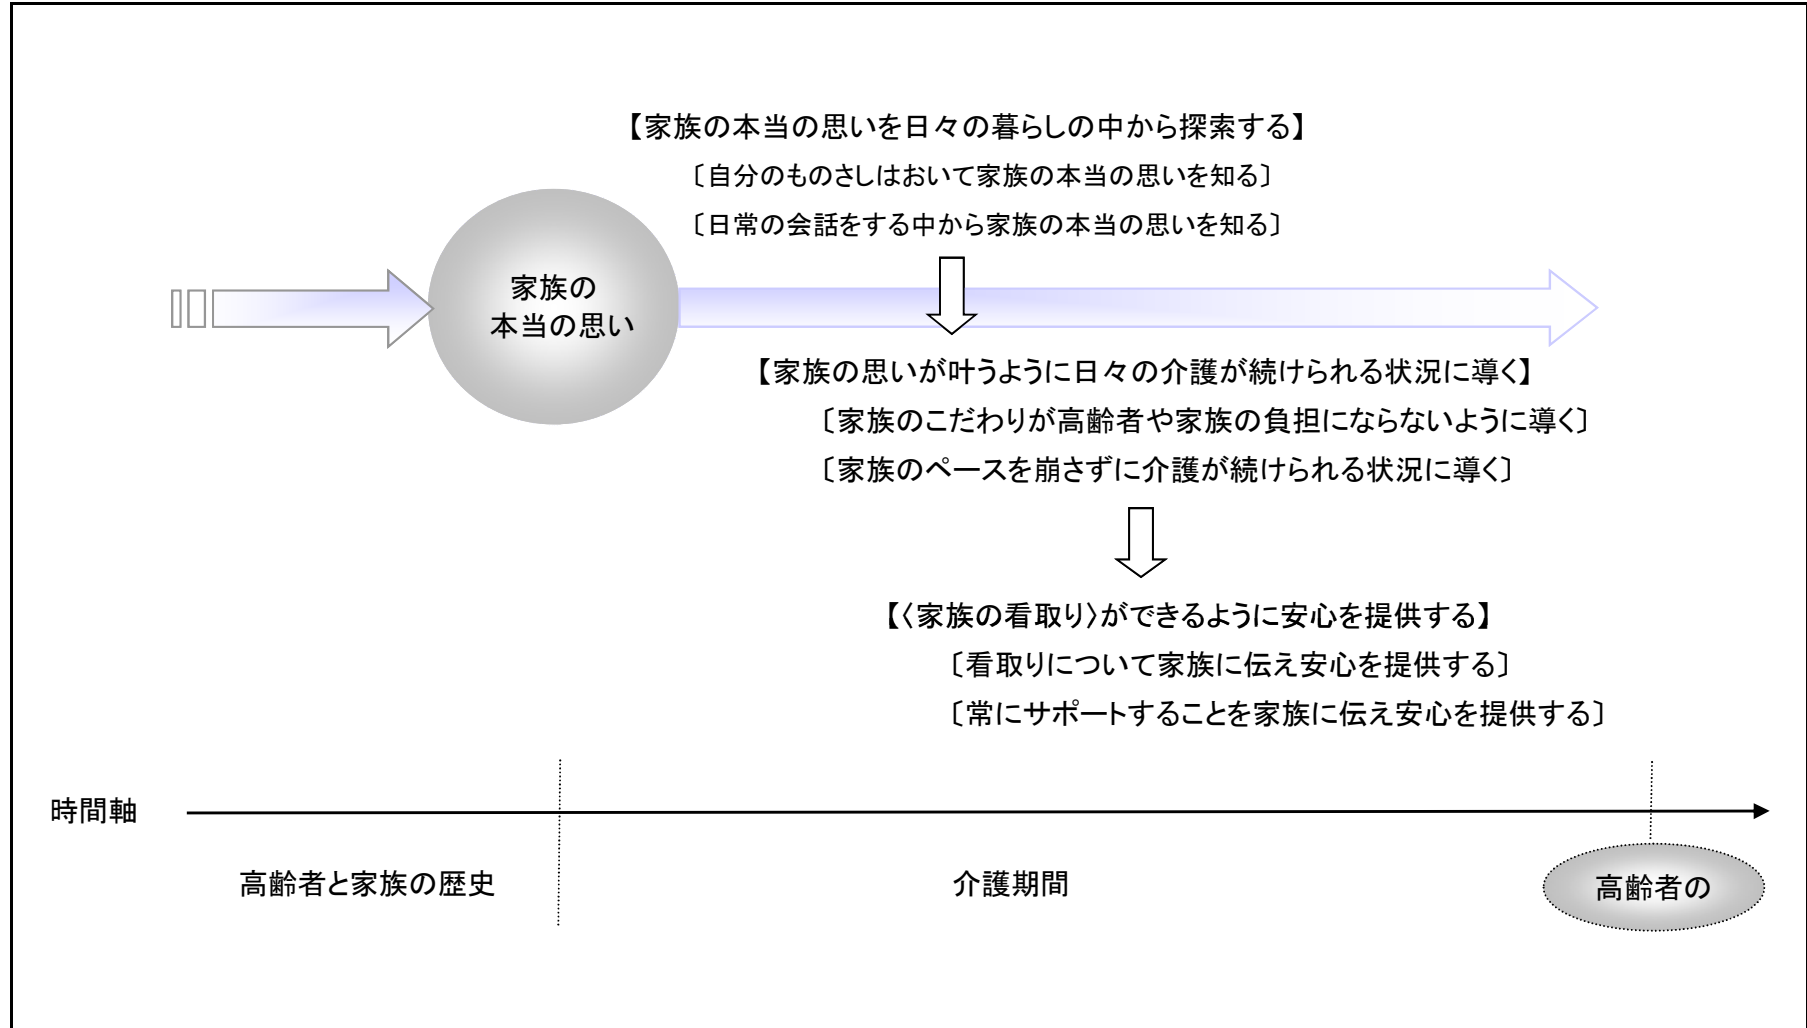 【家族の本当の思いを日々の暮らしの中から探索する】
〔自分のものさしはおいて家族の本当の思いを知る〕
〔日常の会話をする中から家族の本当の思いを知る〕
家族の
本当の思い
【家族の思いが叶うように日々の介護が続けられる状況に導く】
〔家族のこだわりが高齢者や家族の負担にならないように導く〕
〔家族のペースを崩さずに介護が続けられる状況に導く〕
【〈家族の看取り〉ができるように安心を提供する】
〔看取りについて家族に伝え安心を提供する〕
〔常にサポートすることを家族に伝え安心を提供する〕
時間軸
高齢者と家族の歴史
介護期間
高齢者の